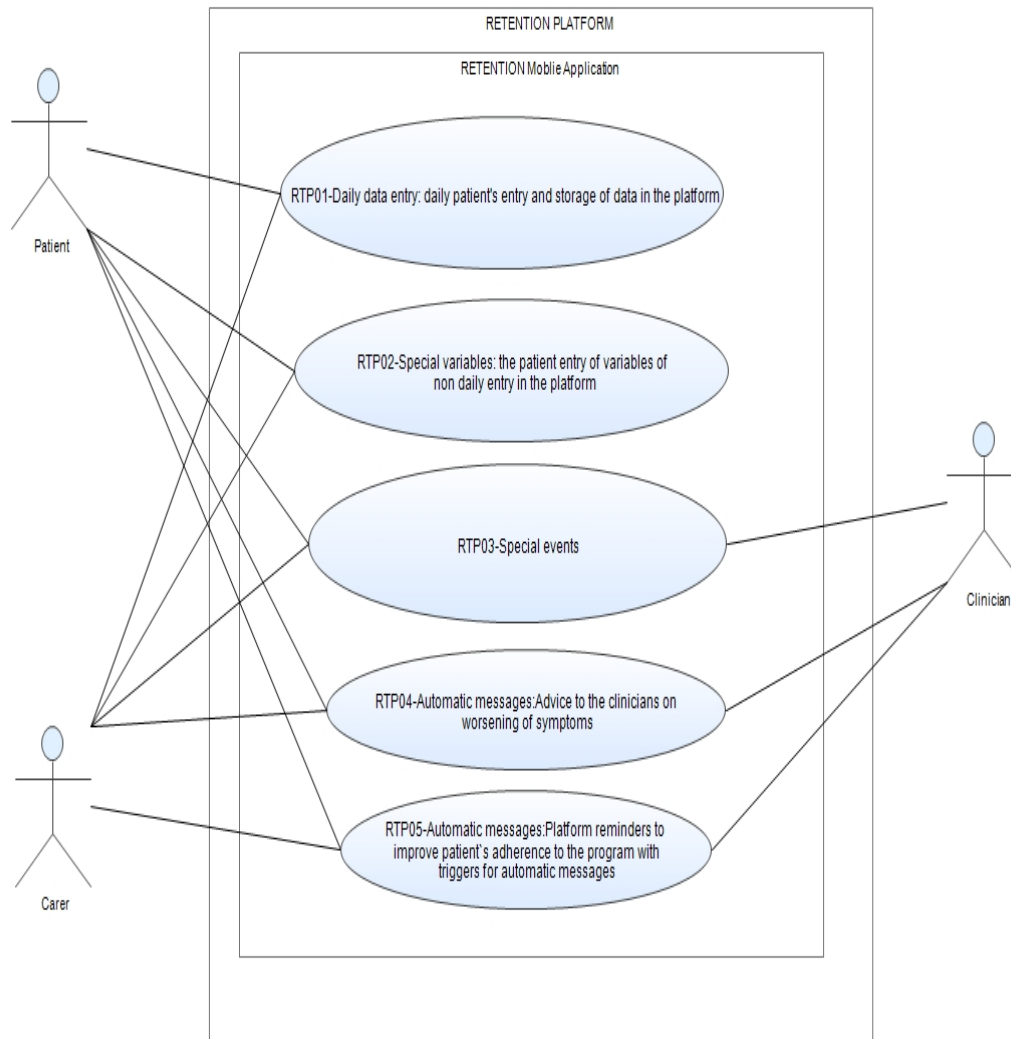 RETENTION PLATFORM
RETENTION Moblie Application
RTP01-Daily data entry: daily patient's entry and storage of data in the platform
Patient
RTP02-Special variables: the patient entry of variables of
non daily entry in the platform
RTP03-Special events
Clinician
RTP04-Automatic messages:Advice to the clinicians on
worsening of symptoms
RTP05-Automatic messages:Platform reminders to
improve patient`s adherence to the program with
triggers for automatic messages
Carer